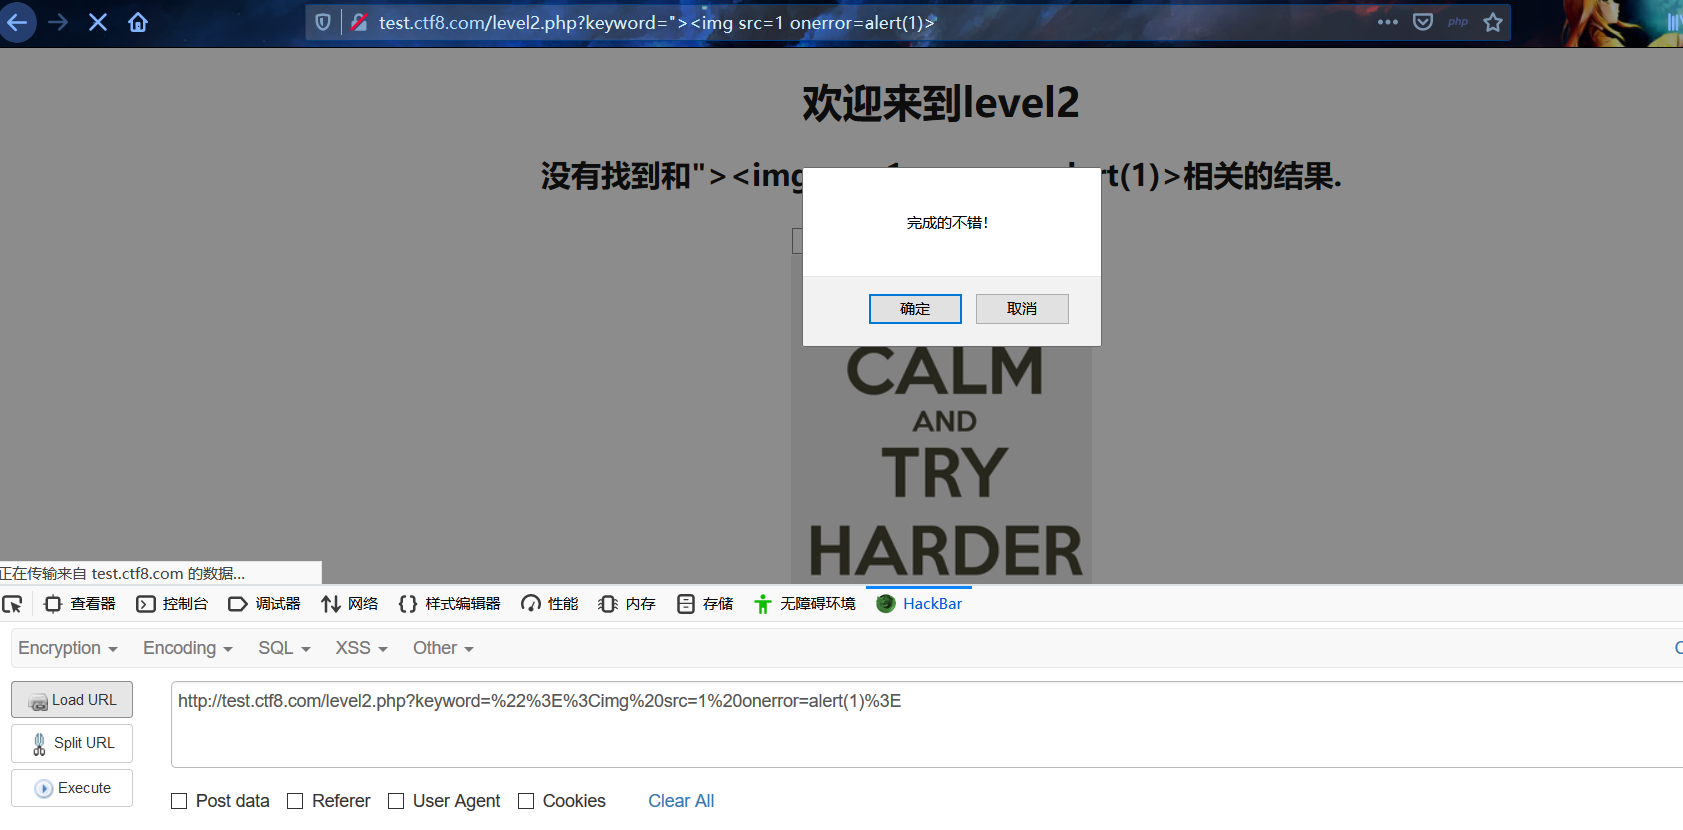 test.ctf8.com/level2.php?keyword="><img src=1 onerror=alert(1)>
php
欢迎来到level2
没有找到和"><img
rt(1)>相关的结果.
完成的不错!
确定 取消
CALM
AND
TRY
HARDER
正在传输来自 test.ctf8.com 的数据...
查看器 控制台 调试器 网络 {} 样式编辑器 性能 内存 存储 无障碍环境 HackBar
Encryption Encoding SQL XSS Other
Load URL
http://test.ctf8.com/level2.php?keyword=%22%3E%3Cimg%20src=1%20onerror=alert(1)%3E
Split URL
Execute
Post data Referer User Agent Cookies Clear All